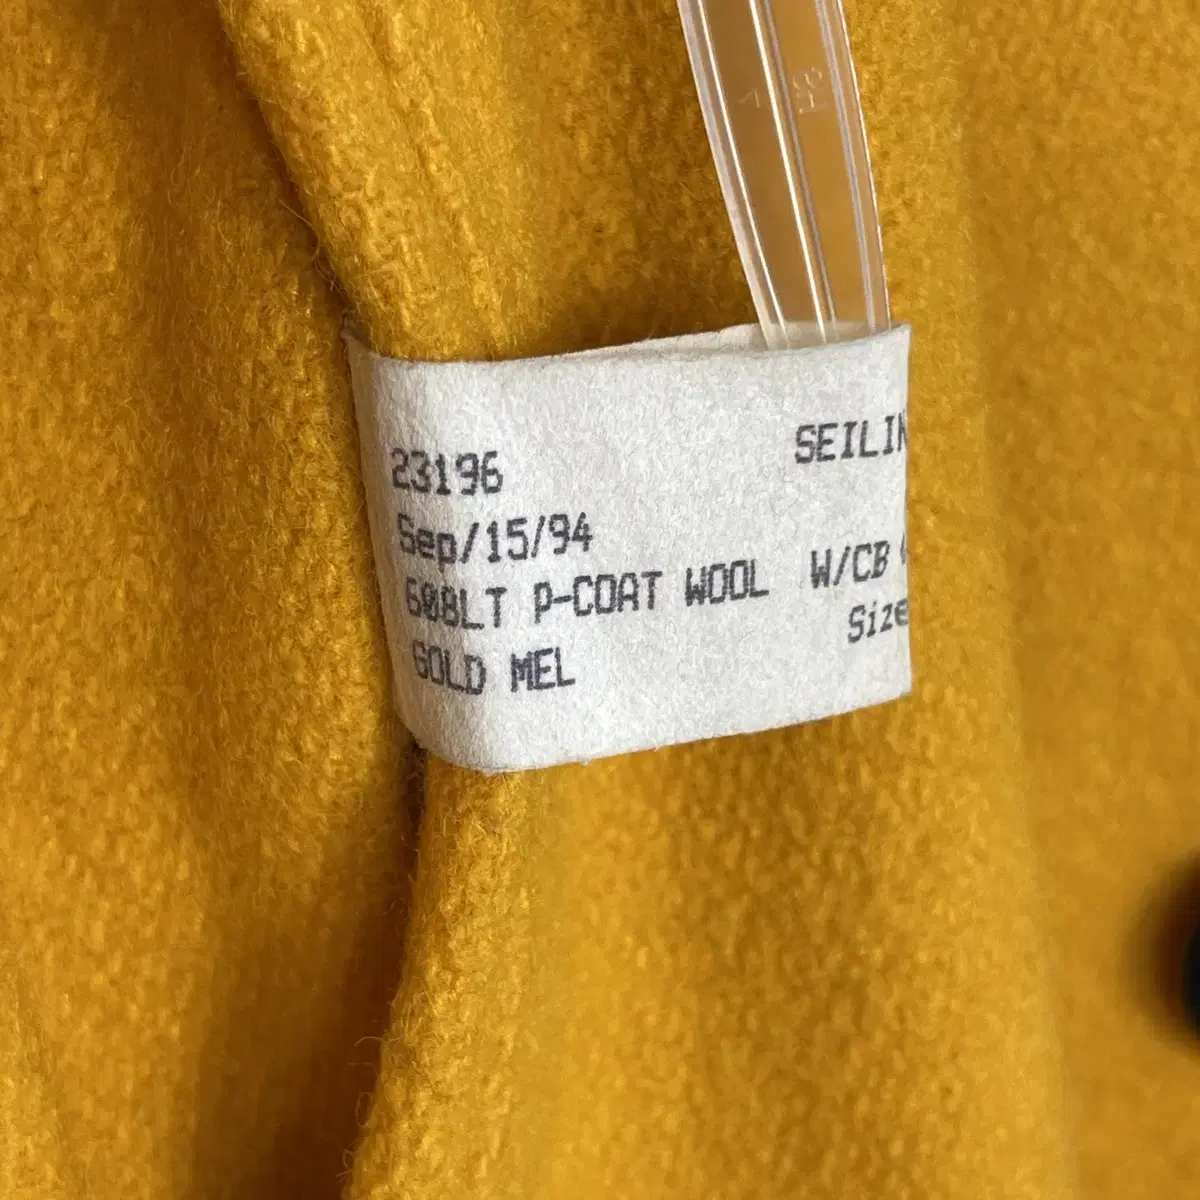 23196 SEILIN
Sep/15/94
608LT P-COAT WOOL W/CB
Size
GOLD MEL